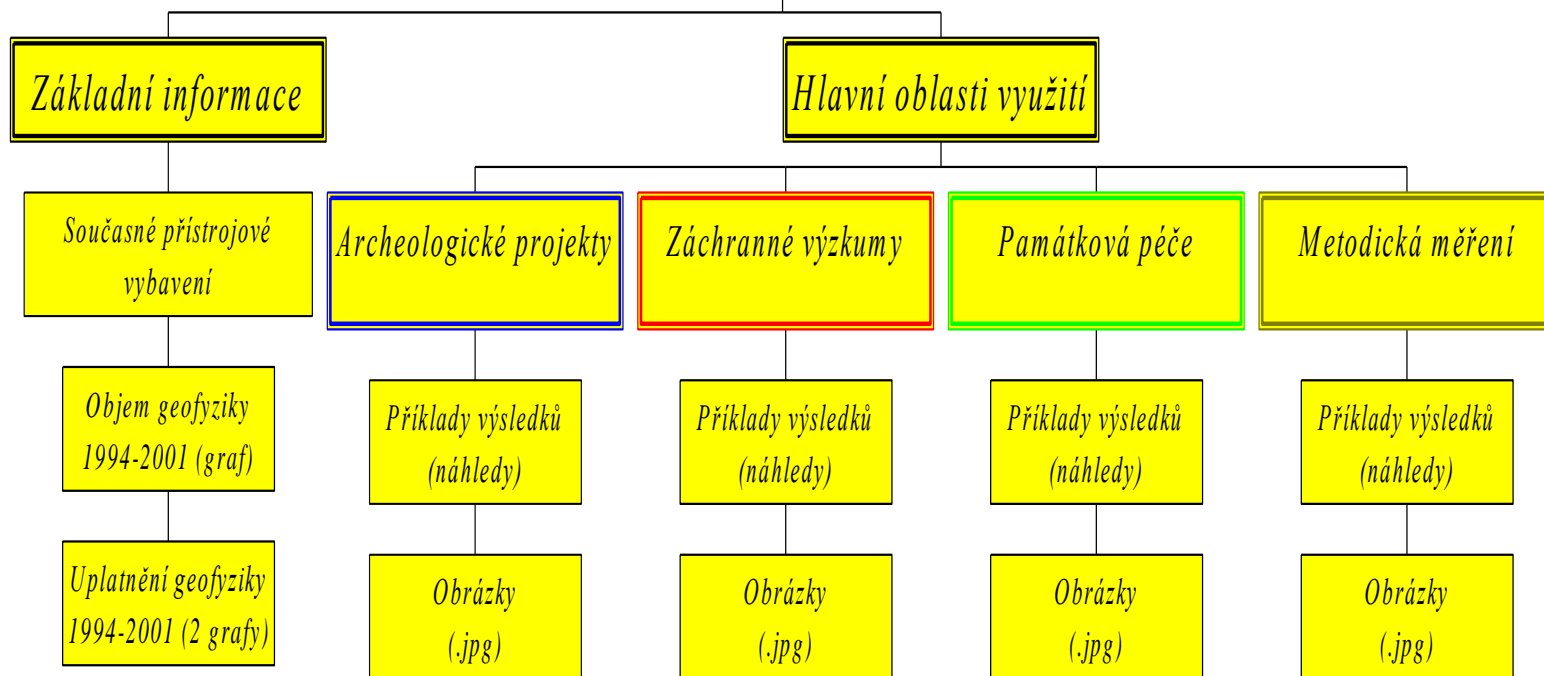 Základní informace
Hlavní oblasti využití
Současné přístrojové
vybavení
Archeologické projekty
Záchranné výzkumy
Památková péče
Metodická měření
Objem geofyziky
1994-2001 (graf)
Příklady výsledků
(náhledy)
Příklady výsledků
(náhledy)
Příklady výsledků
(náhledy)
Příklady výsledků
(náhledy)
Uplatnění geofyziky
1994-2001 (2 grafy)
Obrázky
(.jpg)
Obrázky
(.jpg)
Obrázky
(.jpg)
Obrázky
(.jpg)